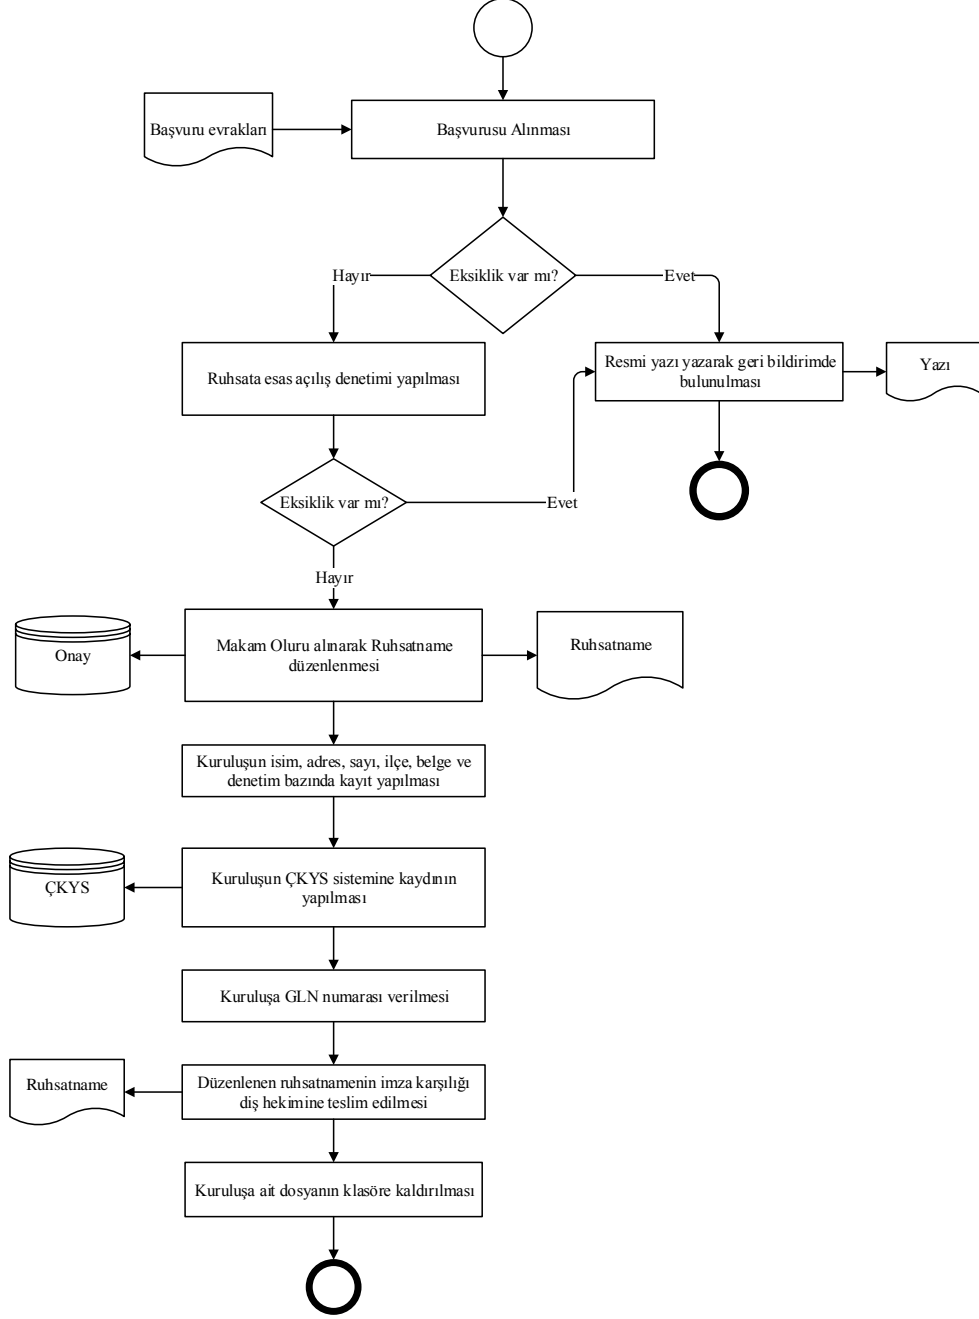 Başvuru evrakları
Başvurusu Alınması
Eksiklik var mı?
Hayır
Evet
Ruhsata esas açılış denetimi yapılması
Resmi yazı yazarak geri bildirimde
bulunulması
Yazı
Eksiklik var mı?
Evet
Hayır
Onay
Makam Oluru alınarak Ruhsatname
düzenlenmesi
Ruhsatname
Kuruluşun isim, adres, sayı, ilçe, belge ve
denetim bazında kayıt yapılması
ÇKYS
Kuruluşun ÇKYS sistemine kaydının
yapılması
Kuruluşa GLN numarası verilmesi
Ruhsatname
Düzenlenen ruhsatnamenin imza karşılığı
diş hekimine teslim edilmesi
Kuruluşa ait dosyanın klasöre kaldırılması